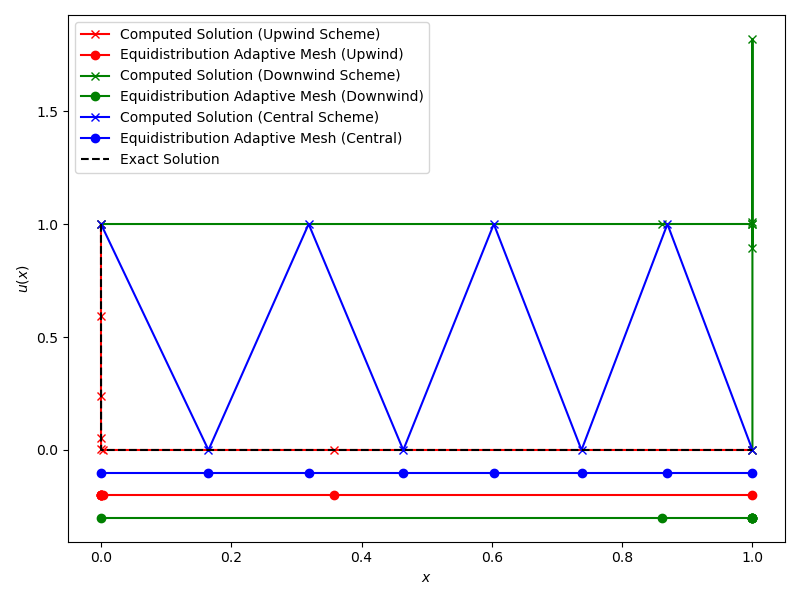 Computed Solution (Upwind Scheme)
Equidistribution Adaptive Mesh (Upwind)
Computed Solution (Downwind Scheme)
Equidistribution Adaptive Mesh (Downwind)
Computed Solution (Central Scheme)
Equidistribution Adaptive Mesh (Central)
Exact Solution
1.5
1.0
0.5
0.0
u(x)
0.0 0.2 0.4 0.6 0.8 1.0
x